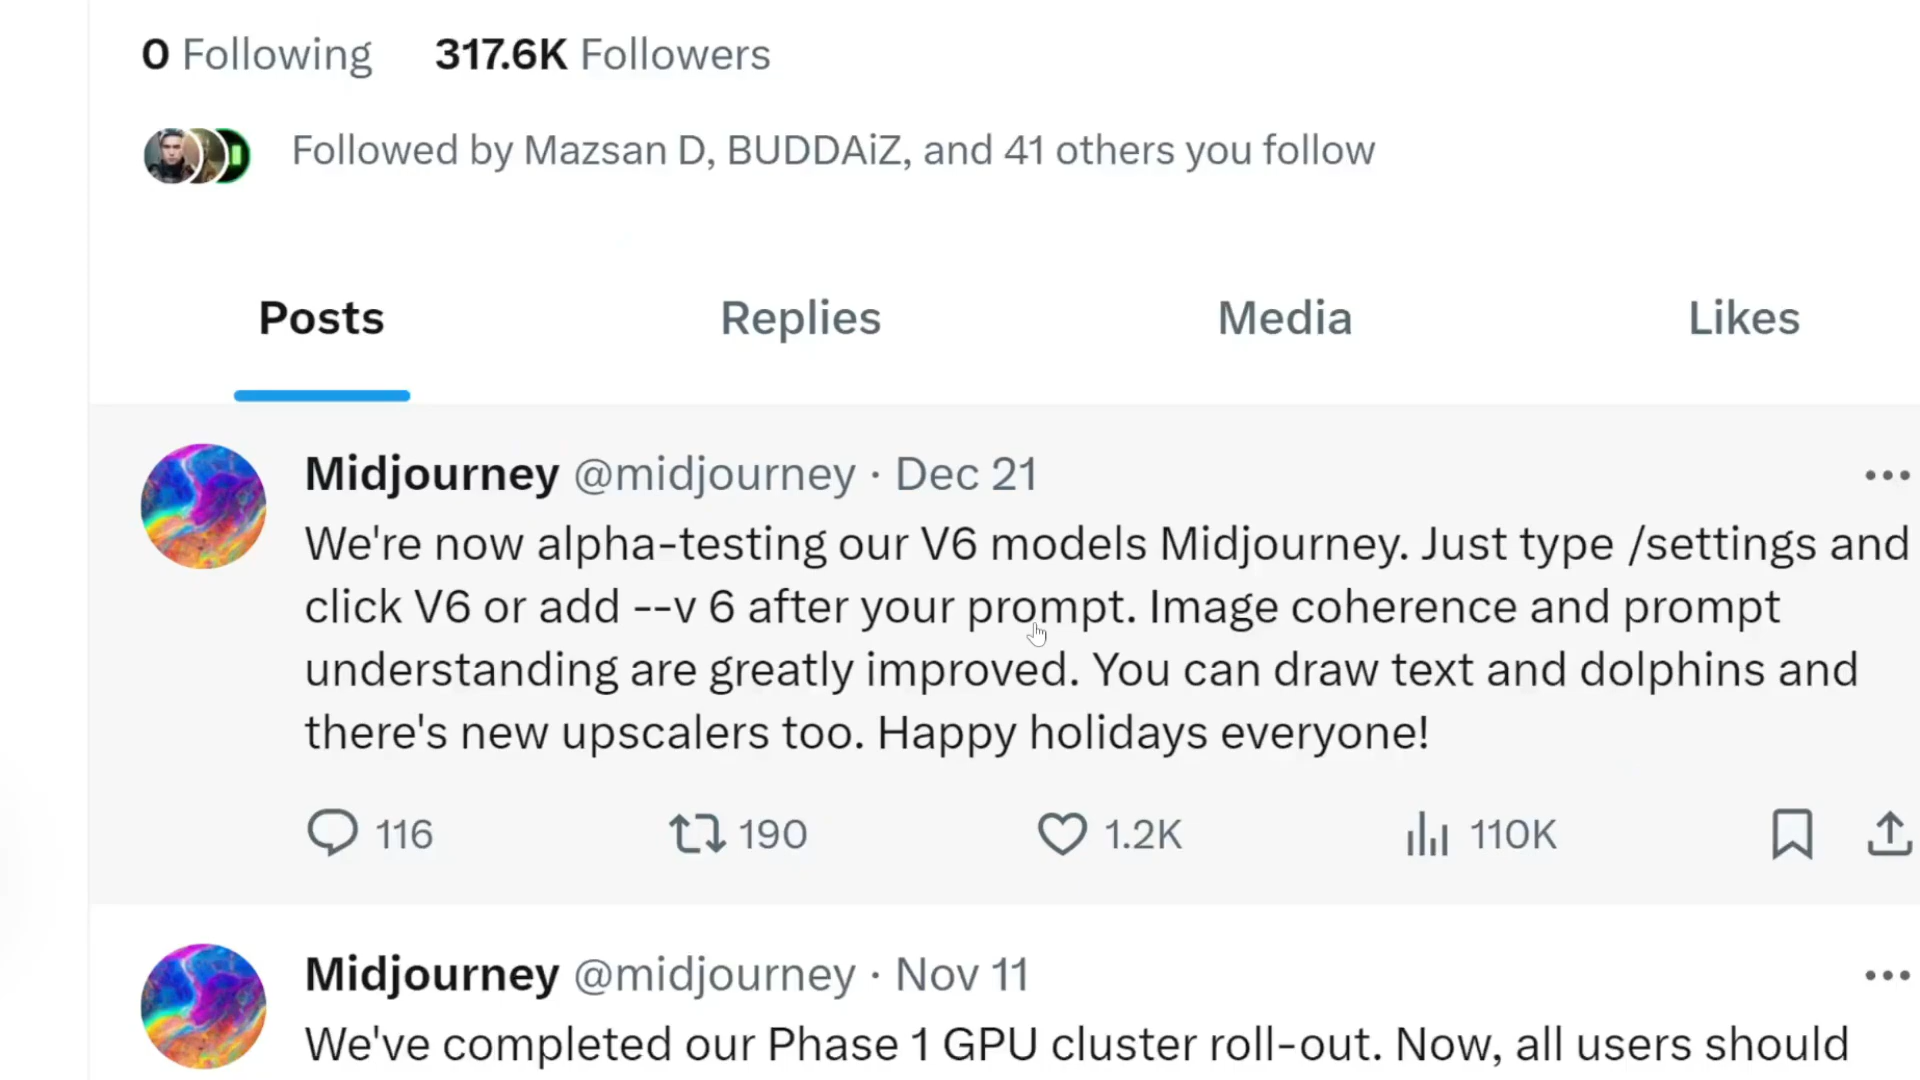 0 Following 317.6K Followers
Followed by Mazsan D, BUDDAiZ, and 41 others you follow
Posts Replies Media Likes
Midjourney @midjourney · Dec 21
We're now alpha-testing our V6 models Midjourney. Just type /settings and
click V6 or add --v 6 after your prompt. Image coherence and prompt
understanding are greatly improved. You can draw text and dolphins and
there's new upscalers too. Happy holidays everyone!
116 190 1.2K 110K
Midjourney @midjourney · Nov 11
We've completed our Phase 1 GPU cluster roll-out. Now, all users should